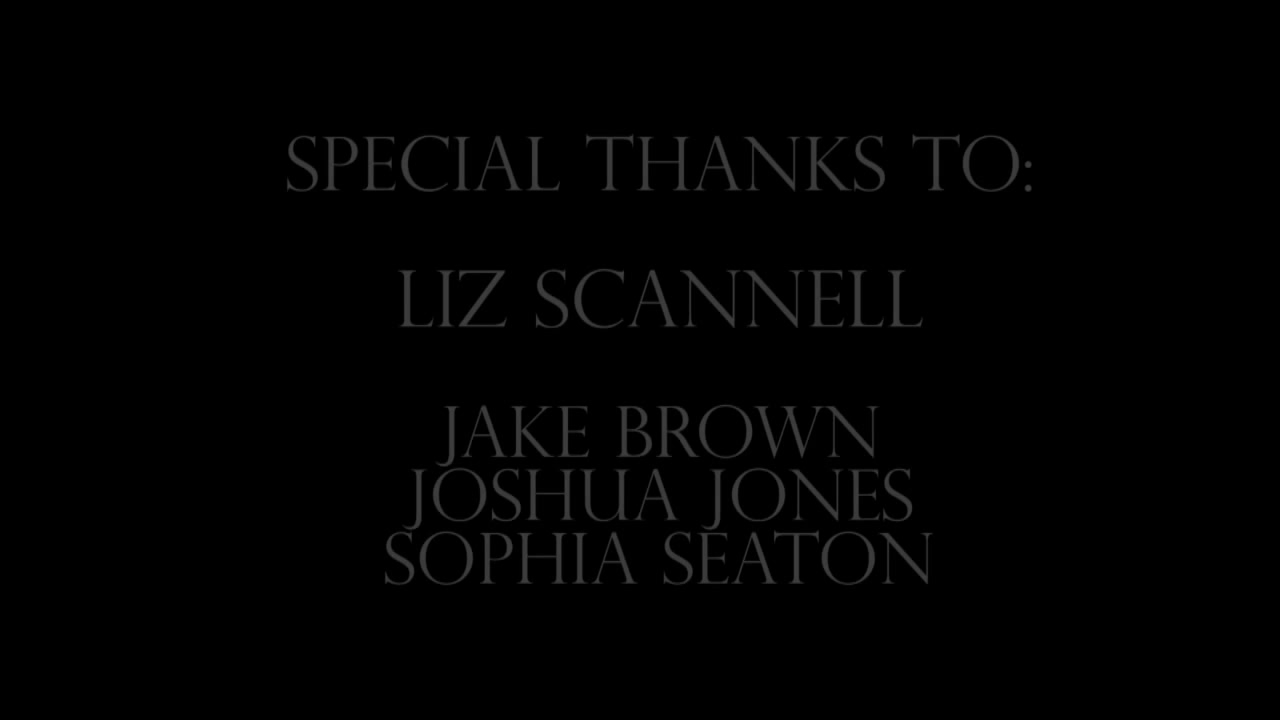 SPECIAL THANKS TO:
LIZ SCANNELL
JAKE BROWN
JOSHUA JONES
SOPHIA SEATON